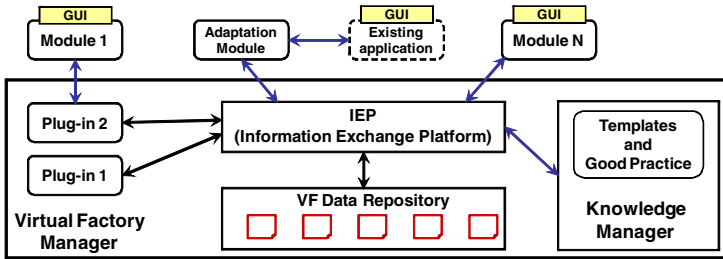 GUI
Module 1
Adaptation
Module
GUI
Existing
application
GUI
Module N
Plug-in 2
Plug-in 1
Virtual Factory
Manager
IEP
(Information Exchange Platform)
VF Data Repository
Templates
and
Good Practice
Knowledge
Manager